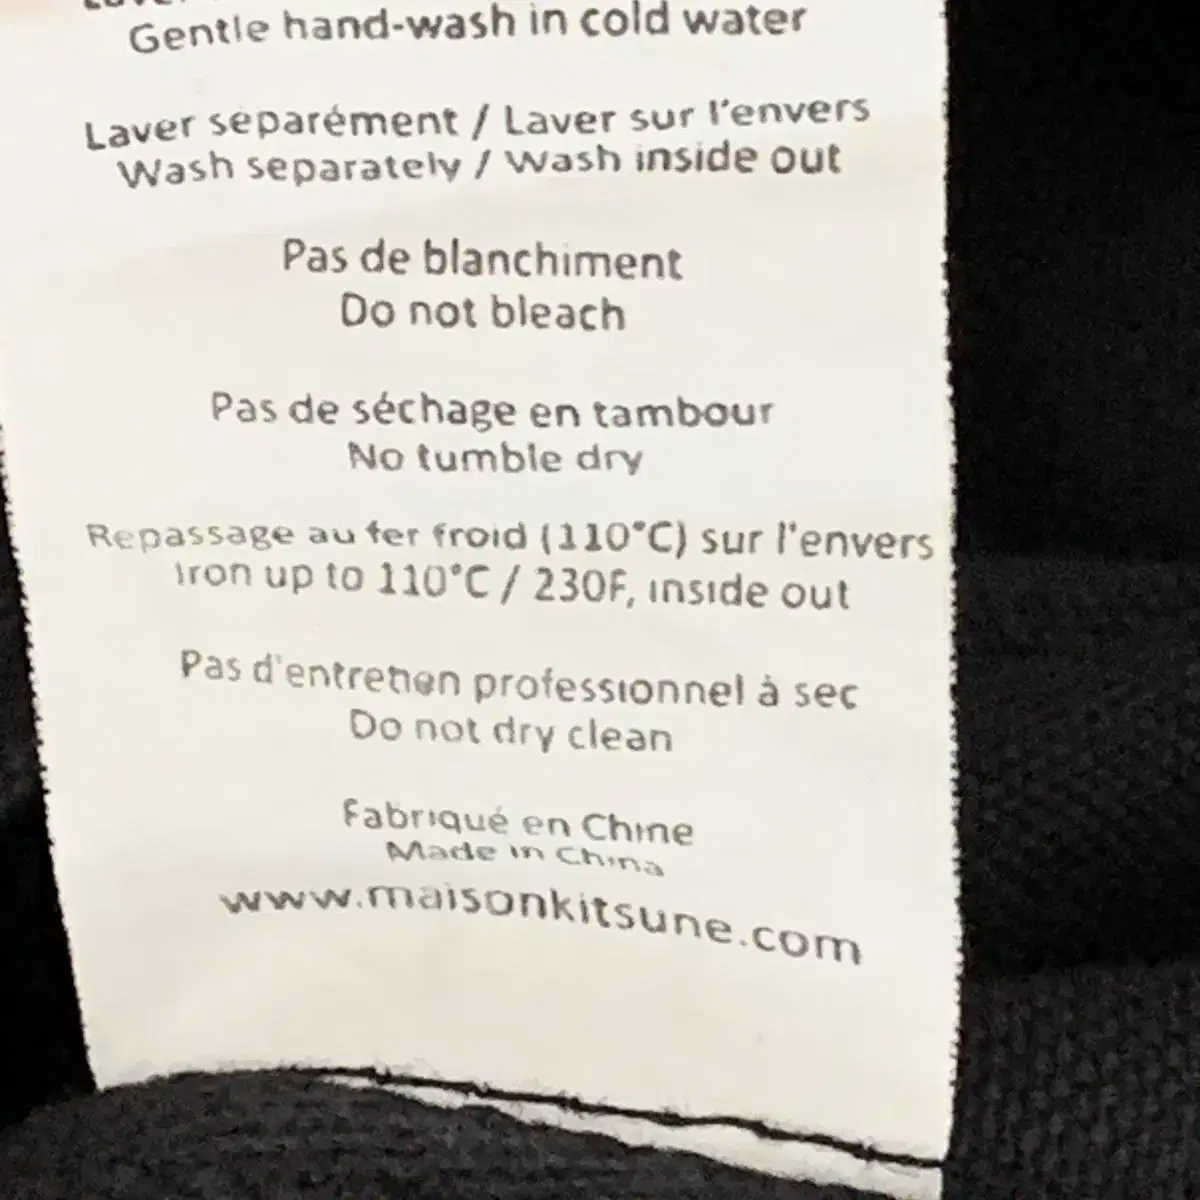 Gentle hand-wash in cold water
Laver séparément / Laver sur l'envers
Wash separately / Wash inside out
Pas de blanchiment
Do not bleach
Pas de séchage en tambour
No tumble dry
Repassage au fer froid (110°C) sur l'envers
Iron up to 110°C / 230F, inside out
Pas d'entretien professionnel à sec
Do not dry clean
Fabriqué en Chine
Made in China
www.maisonkitsune.com